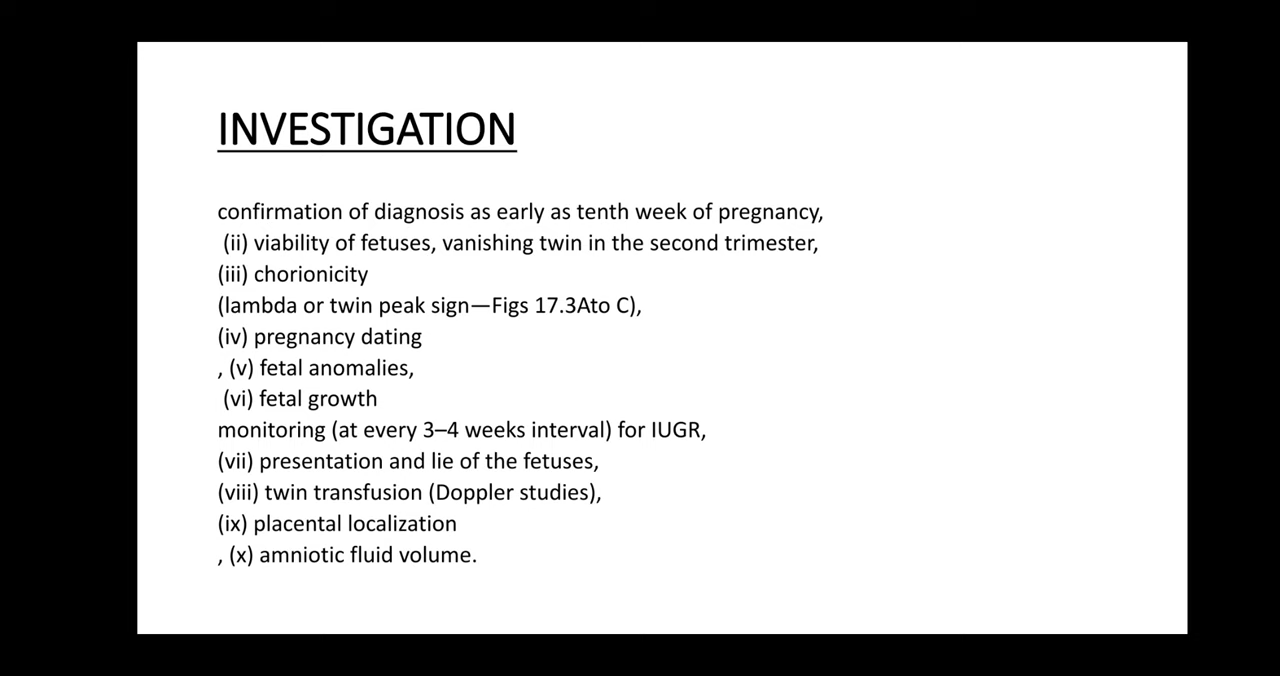 INVESTIGATION
confirmation of diagnosis as early as tenth week of pregnancy,
(ii) viability of fetuses, vanishing twin in the second trimester,
(iii) chorionicity
(lambda or twin peak sign—Figs 17.3Ato C),
(iv) pregnancy dating
, (v) fetal anomalies,
(vi) fetal growth
monitoring (at every 3–4 weeks interval) for IUGR,
(vii) presentation and lie of the fetuses,
(viii) twin transfusion (Doppler studies),
(ix) placental localization
, (x) amniotic fluid volume.